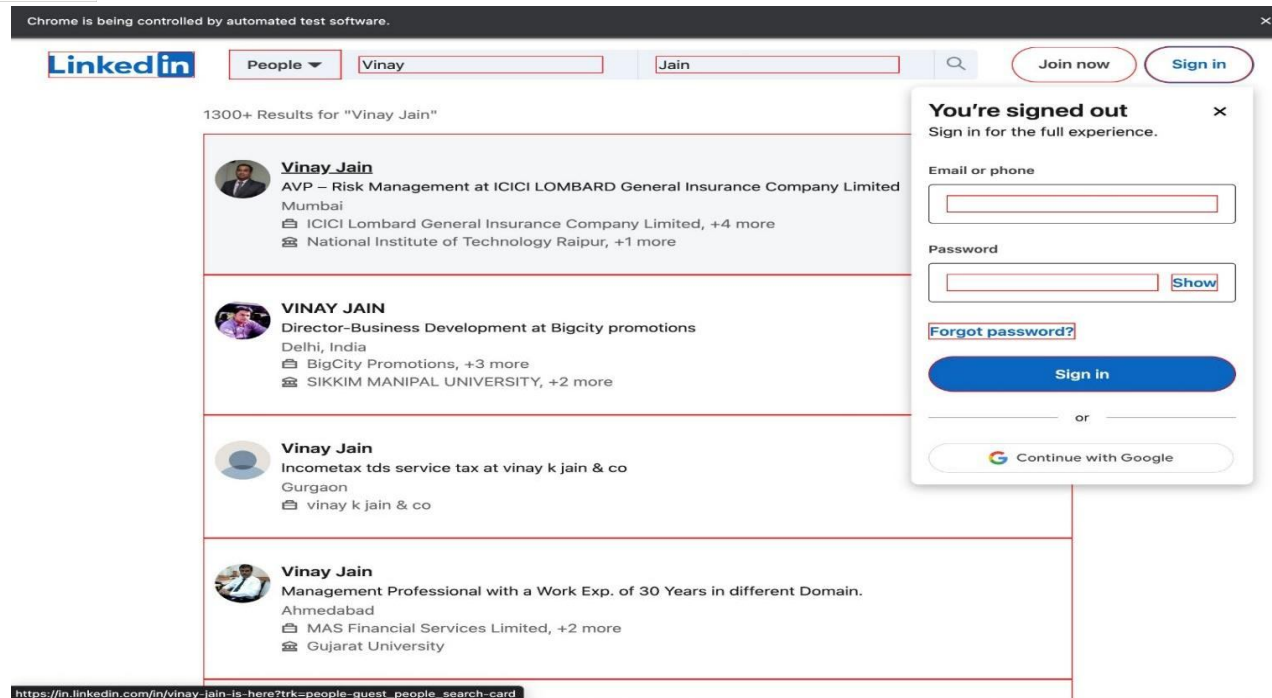 Chrome is being controlled by automated test software.
LinkedIn People Vinay Jain Join now Sign in
1300+ Results for "Vinay Jain"
Vinay Jain
AVP – Risk Management at ICICI LOMBARD General Insurance Company Limited
Mumbai
ICICI Lombard General Insurance Company Limited, +4 more
National Institute of Technology Raipur, +1 more
VINAY JAIN
Director-Business Development at Bigcity promotions
Delhi, India
BigCity Promotions, +3 more
SIKKIM MANIPAL UNIVERSITY, +2 more
Vinay Jain
Incometax tds service tax at vinay k jain & co
Gurgaon
vinay k jain & co
Vinay Jain
Management Professional with a Work Exp. of 30 Years in different Domain.
Ahmedabad
MAS Financial Services Limited, +2 more
Gujarat University
You're signed out
Sign in for the full experience.
Email or phone
Password
Show
Forgot password?
Sign in
or
Continue with Google
https://in.linkedin.com/in/vinay-jain-is-here?trk=people-guest_people_search-card